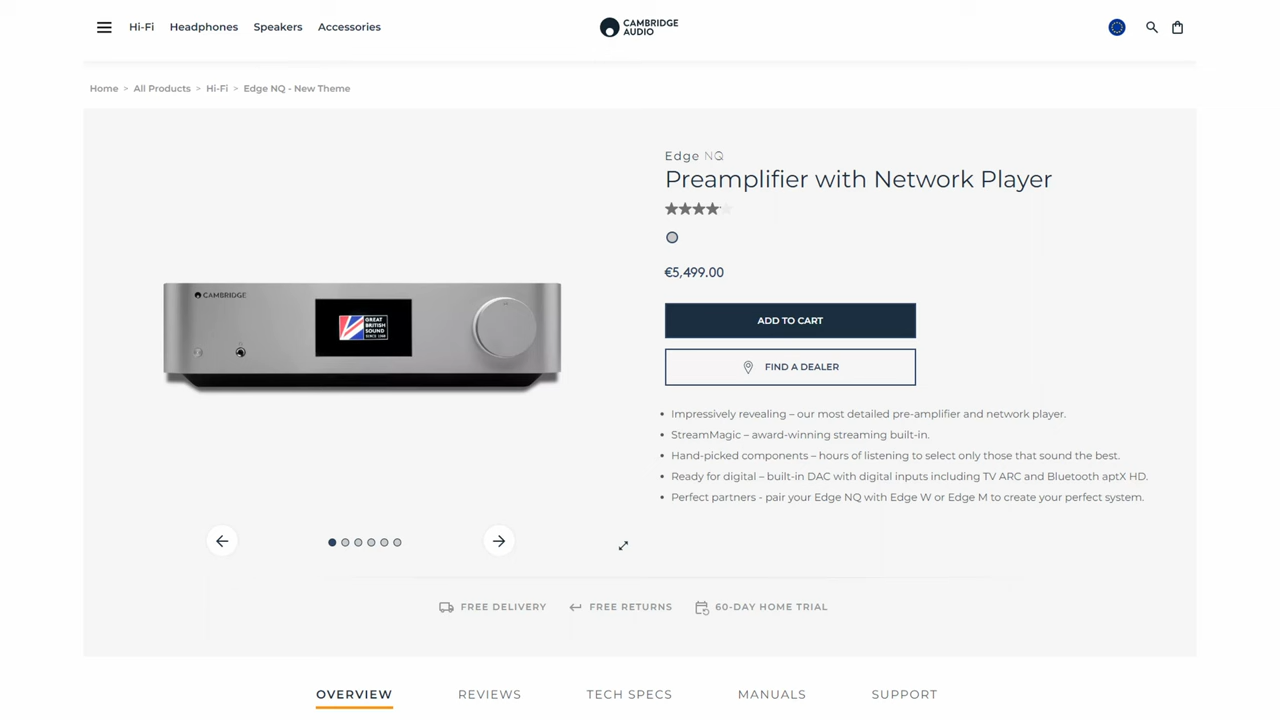 Hi-Fi Headphones Speakers Accessories
CAMBRIDGE
AUDIO
Home > All Products > Hi-Fi > Edge NQ - New Theme
Edge NQ
Preamplifier with Network Player
€5,499.00
CAMBRIDGE
GREAT
BRITISH
SOUND
SINCE 1968
ADD TO CART
FIND A DEALER
• Impressively revealing – our most detailed pre-amplifier and network player.
• StreamMagic – award-winning streaming built-in.
• Hand-picked components – hours of listening to select only those that sound the best.
• Ready for digital – built-in DAC with digital inputs including TV ARC and Bluetooth aptX HD.
• Perfect partners - pair your Edge NQ with Edge W or Edge M to create your perfect system.
FREE DELIVERY FREE RETURNS 60-DAY HOME TRIAL
OVERVIEW REVIEWS TECH SPECS MANUALS SUPPORT